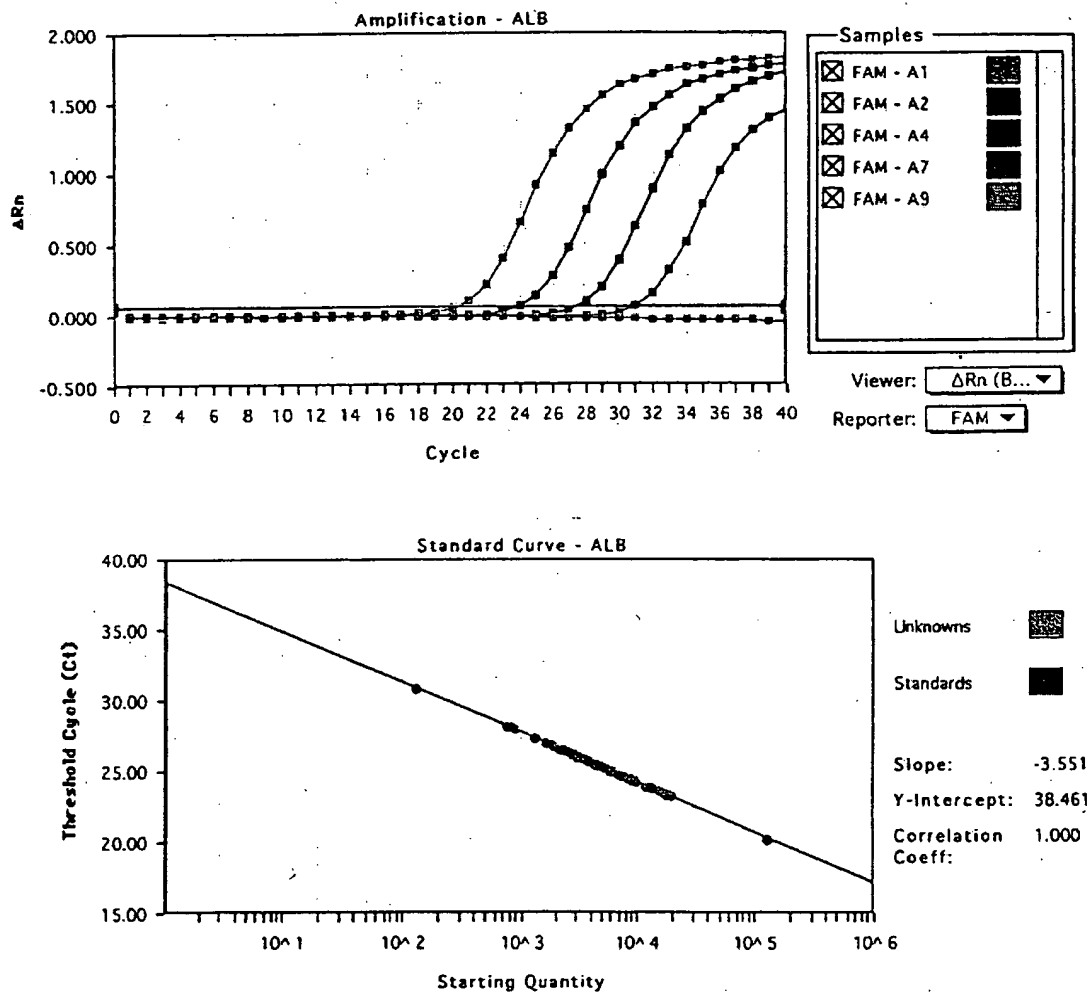 Amplification - ALB
2.000
1.500
1.000
0.500
0.000
-0.500
ΔRn
0 2 4 6 8 10 12 14 16 18 20 22 24 26 28 30 32 34 36 38 40
Cycle
Samples
FAM - A1
FAM - A2
FAM - A4
FAM - A7
FAM - A9
Viewer: ΔRn (B... ▼
Reporter: FAM ▼
Standard Curve - ALB
40.00
35.00
30.00
25.00
20.00
15.00
Threshold Cycle (Ct)
10^1 10^2 10^3 10^4 10^5 10^6
Starting Quantity
Unknowns
Standards
Slope: -3.551
Y-Intercept: 38.461
Correlation 1.000
Coeff: